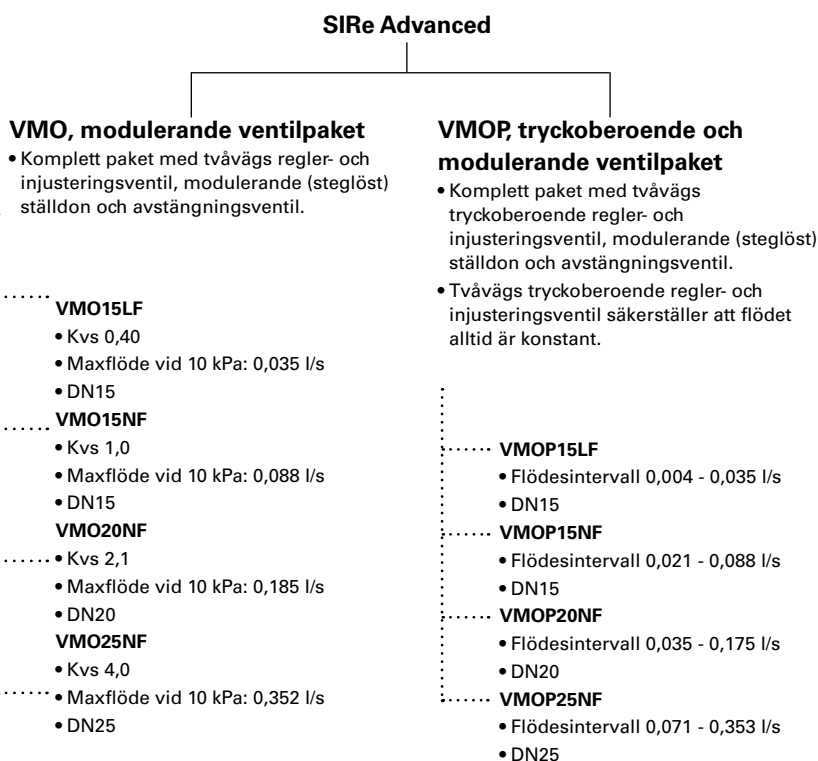 SIRe Advanced
VMO, modulerande ventilpaket
• Komplett paket med tvåvägs regler- och
injusteringsventil, modulerande (steglöst)
ställdon och avstängningsventil.
VMO15LF
• Kvs 0,40
• Maxflöde vid 10 kPa: 0,035 l/s
• DN15
VMO15NF
• Kvs 1,0
• Maxflöde vid 10 kPa: 0,088 l/s
• DN15
VMO20NF
• Kvs 2,1
• Maxflöde vid 10 kPa: 0,185 l/s
• DN20
VMO25NF
• Kvs 4,0
• Maxflöde vid 10 kPa: 0,352 l/s
• DN25
VMOP, tryckoberoende och
modulerande ventilpaket
• Komplett paket med tvåvägs
tryckoberoende regler- och
injusteringsventil, modulerande (steglöst)
ställdon och avstängningsventil.
• Tvåvägs tryckoberoende regler- och
injusteringsventil säkerställer att flödet
alltid är konstant.
VMOP15LF
• Flödesintervall 0,004 - 0,035 l/s
• DN15
VMOP15NF
• Flödesintervall 0,021 - 0,088 l/s
• DN15
VMOP20NF
• Flödesintervall 0,035 - 0,175 l/s
• DN20
VMOP25NF
• Flödesintervall 0,071 - 0,353 l/s
• DN25